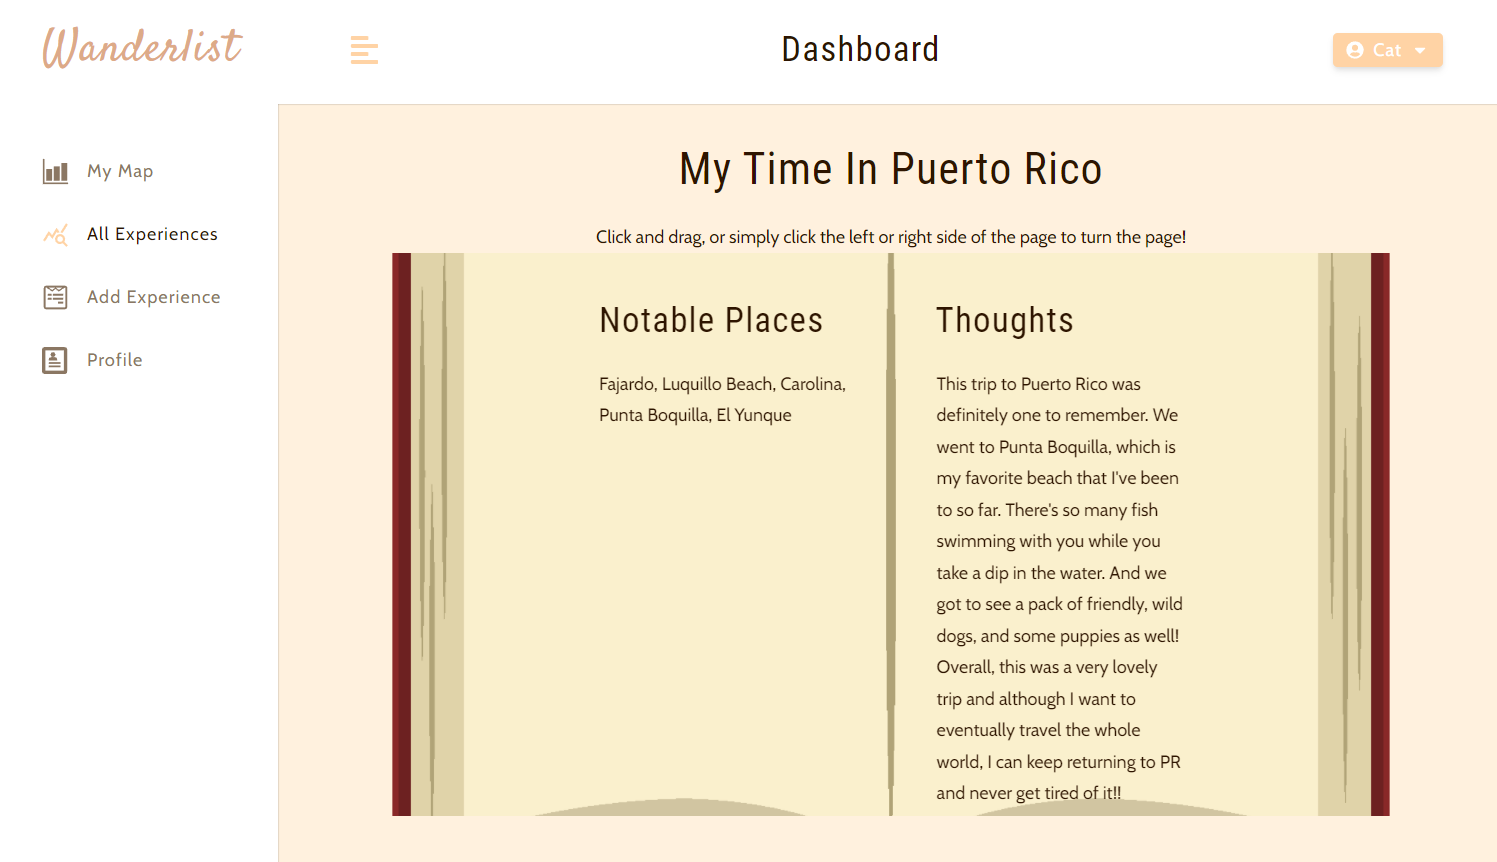 Wanderlist
Dashboard
Cat
My Map
All Experiences
Add Experience
Profile
My Time In Puerto Rico
Click and drag, or simply click the left or right side of the page to turn the page!
Notable Places
Fajardo, Luquillo Beach, Carolina,
Punta Boquilla, El Yunque
Thoughts
This trip to Puerto Rico was
definitely one to remember. We
went to Punta Boquilla, which is
my favorite beach that I've been
to so far. There's so many fish
swimming with you while you
take a dip in the water. And we
got to see a pack of friendly, wild
dogs, and some puppies as well!
Overall, this was a very lovely
trip and although I want to
eventually travel the whole
world, I can keep returning to PR
and never get tired of it!!